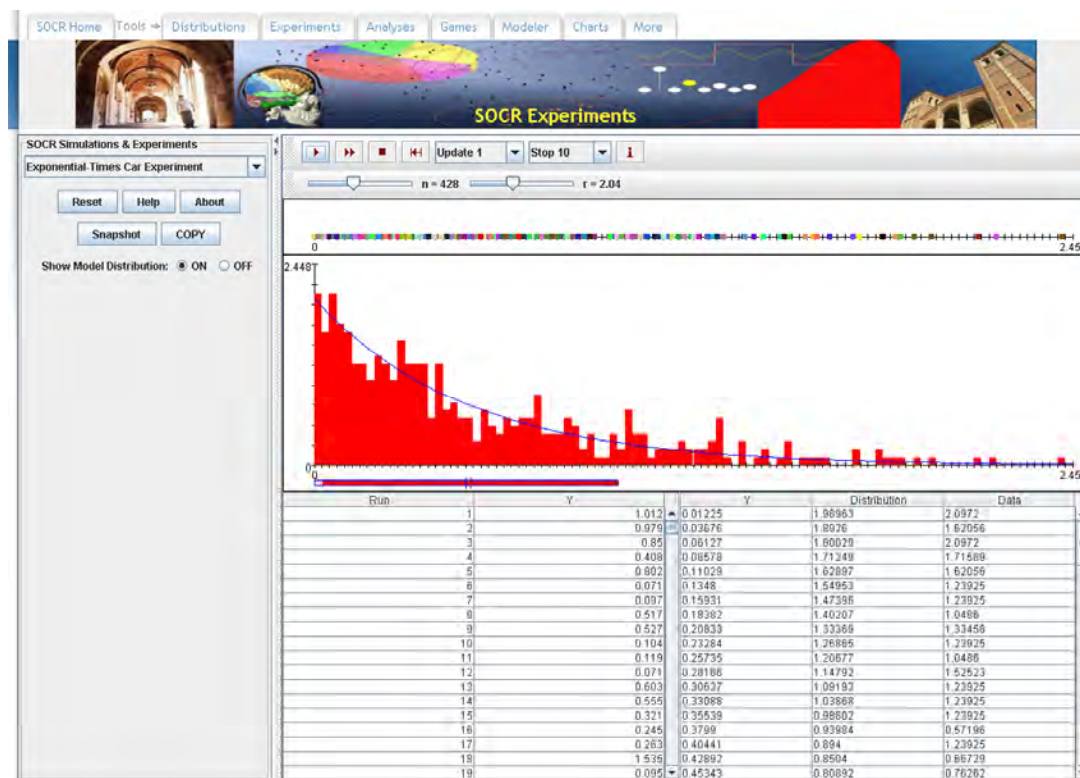 SOCR Home Tools ⇒ Distributions Experiments Analyses Games Modeler Charts More
SOCR Experiments
SOCR Simulations & Experiments
Exponential-Times Car Experiment
Reset Help About
Snapshot COPY
Show Model Distribution: ON OFF
Update 1 Stop 10 i
n = 428 r = 2.04
0 2.45
2.448
0
0 2.45
Run Y Y Distribution Data
1 1.012 0.01225 1.98963 2.0972
2 0.979 0.03676 1.8926 1.62056
3 0.85 0.06127 1.80029 2.0972
4 0.408 0.08578 1.71249 1.71589
5 0.802 0.11029 1.62897 1.62056
6 0.071 0.1348 1.54953 1.23925
7 0.097 0.15931 1.47396 1.23925
8 0.517 0.18382 1.40207 1.0486
9 0.527 0.20833 1.33369 1.33458
10 0.104 0.23284 1.26865 1.23925
11 0.119 0.25735 1.20677 1.0486
12 0.071 0.28186 1.14792 1.52523
13 0.603 0.30637 1.09193 1.23925
14 0.555 0.33088 1.03868 1.23925
15 0.321 0.35539 0.98802 1.23925
16 0.245 0.3799 0.93984 0.57196
17 0.263 0.40441 0.894 1.23925
18 1.535 0.42892 0.8504 0.66729
19 0.095 0.45343 0.80892 0.76262